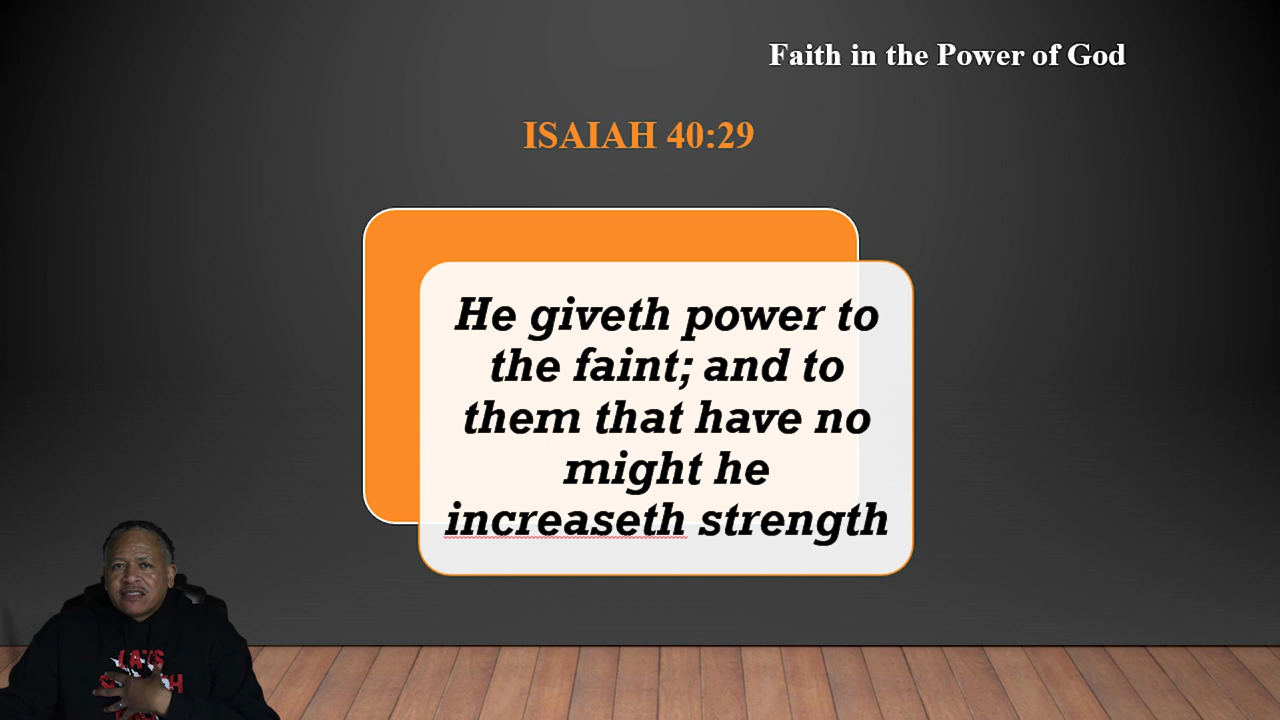 Faith in the Power of God
ISAIAH 40:29
He giveth power to
the faint; and to
them that have no
might he
increaseth strength